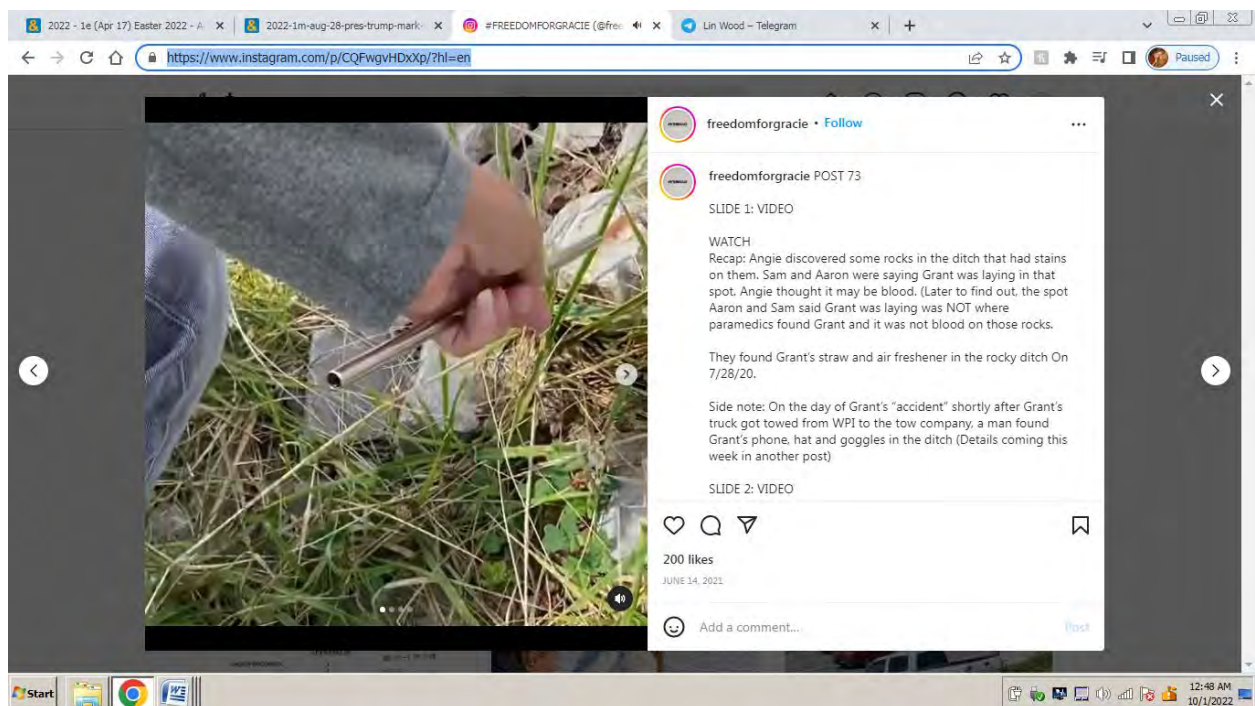 2022 - 1e (Apr 17) Easter 2022 - A
2022-1m-aug-28-pres-trump-mark-
#FREEDOMFORGRACIE (@free
Lin Wood – Telegram
https://www.instagram.com/p/CQFwgvHDxXp/?hl=en
Paused
freedomforgracie • Follow
freedomforgracie POST 73
SLIDE 1: VIDEO
WATCH
Recap: Angie discovered some rocks in the ditch that had stains
on them. Sam and Aaron were saying Grant was laying in that
spot. Angie thought it may be blood. (Later to find out, the spot
Aaron and Sam said Grant was laying was NOT where
paramedics found Grant and it was not blood on those rocks.
They found Grant's straw and air freshener in the rocky ditch On
7/28/20.
Side note: On the day of Grant's "accident" shortly after Grant's
truck got towed from WPI to the tow company, a man found
Grant's phone, hat and goggles in the ditch (Details coming this
week in another post)
SLIDE 2: VIDEO
200 likes
JUNE 14, 2021
Add a comment...
Post
Start
12:48 AM
10/1/2022